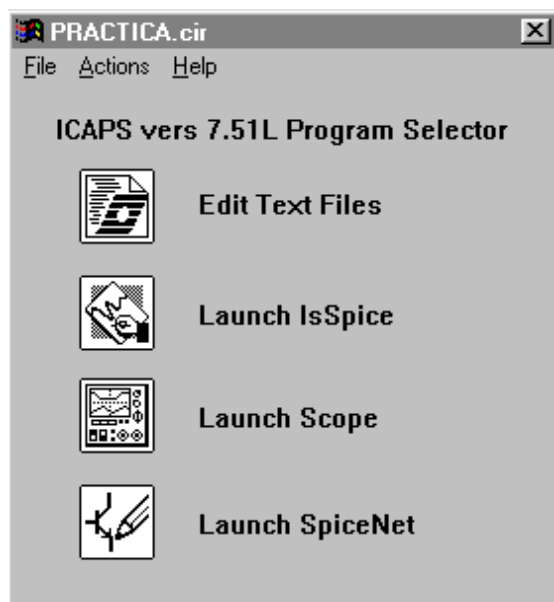 PRACTICA.cir
File Actions Help
ICAPS vers 7.51L Program Selector
Edit Text Files
Launch IsSpice
Launch Scope
Launch SpiceNet